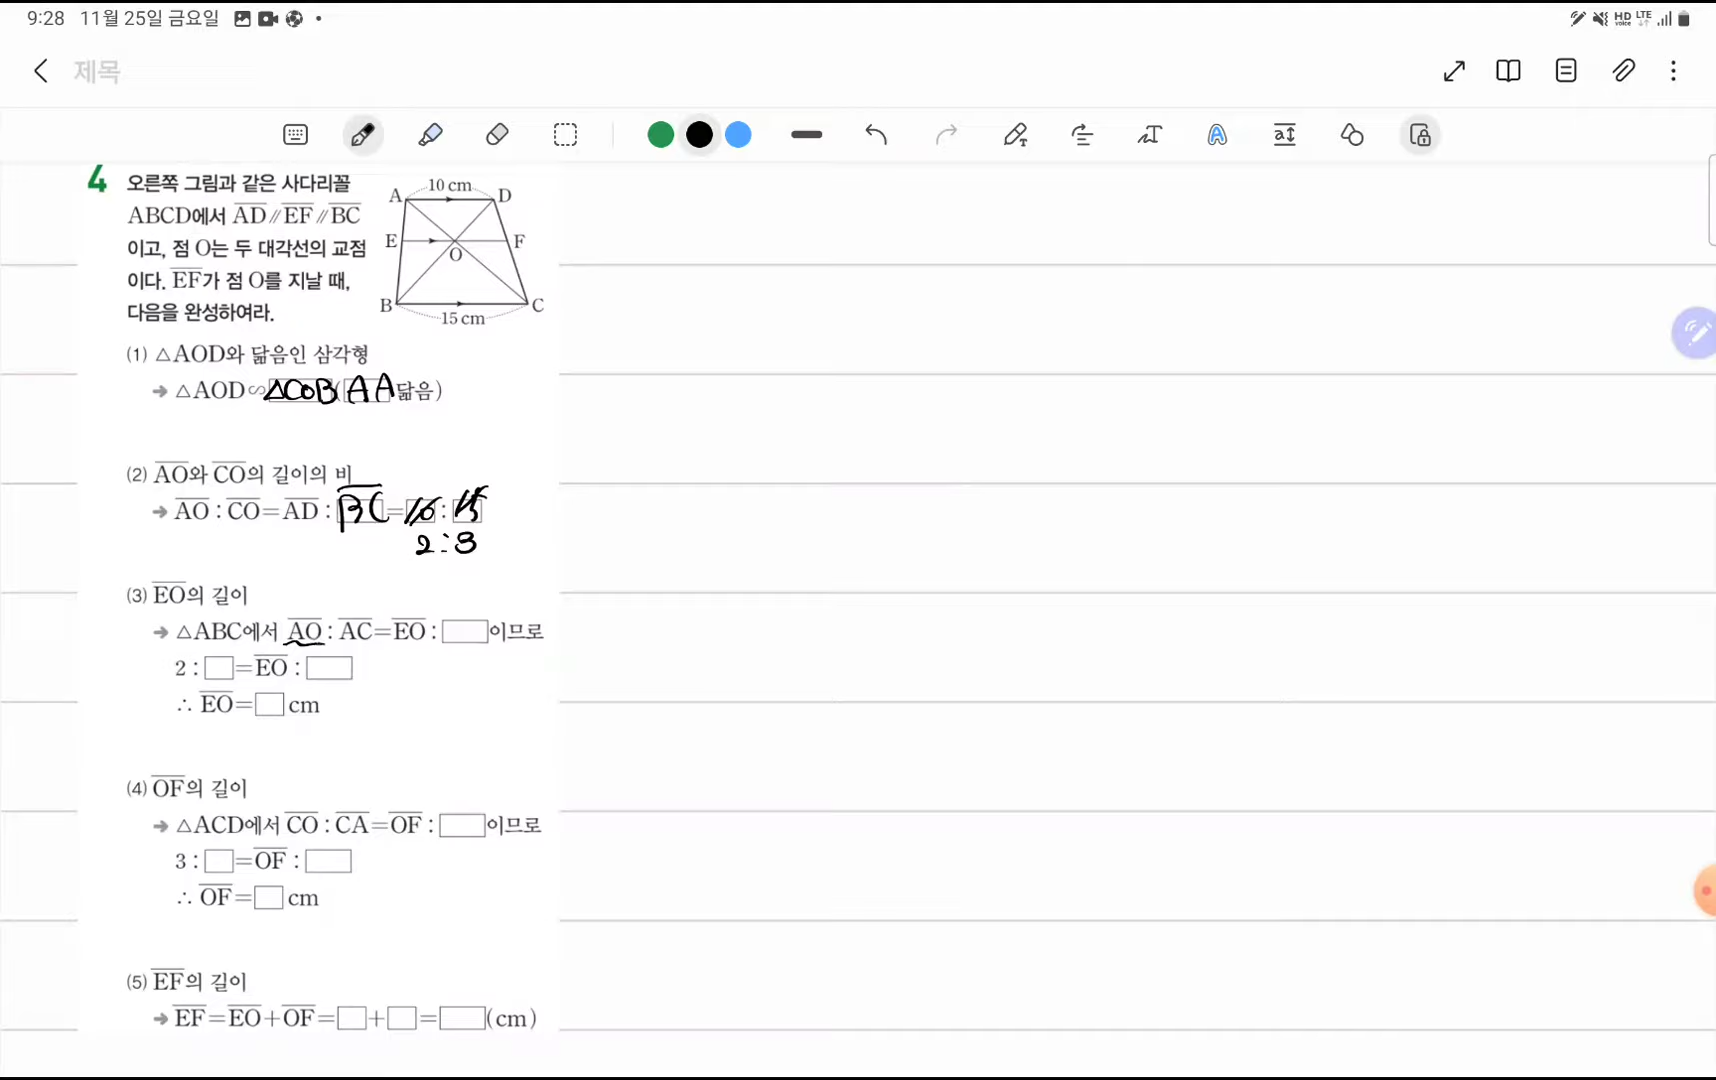 9:28 11월 25일 금요일 HD voice LTE
제목
4 오른쪽 그림과 같은 사다리꼴
ABCD에서 AD//EF//BC
이고, 점 O는 두 대각선의 교점
이다. EF가 점 O를 지날 때,
다음을 완성하여라.
10 cm
A D
E F
O
B C
15 cm
(1) △AOD와 닮음인 삼각형
➔ △AOD∽△COB(AA닮음)
(2) AO와 CO의 길이의 비
➔ AO : CO=AD : BC=10 : 15
2 : 3
(3) EO의 길이
➔ △ABC에서 AO : AC=EO : □이므로
2 : □=EO : □
∴ EO=□cm
(4) OF의 길이
➔ △ACD에서 CO : CA=OF : □이므로
3 : □=OF : □
∴ OF=□cm
(5) EF의 길이
➔ EF=EO+OF=□+□=□(cm)